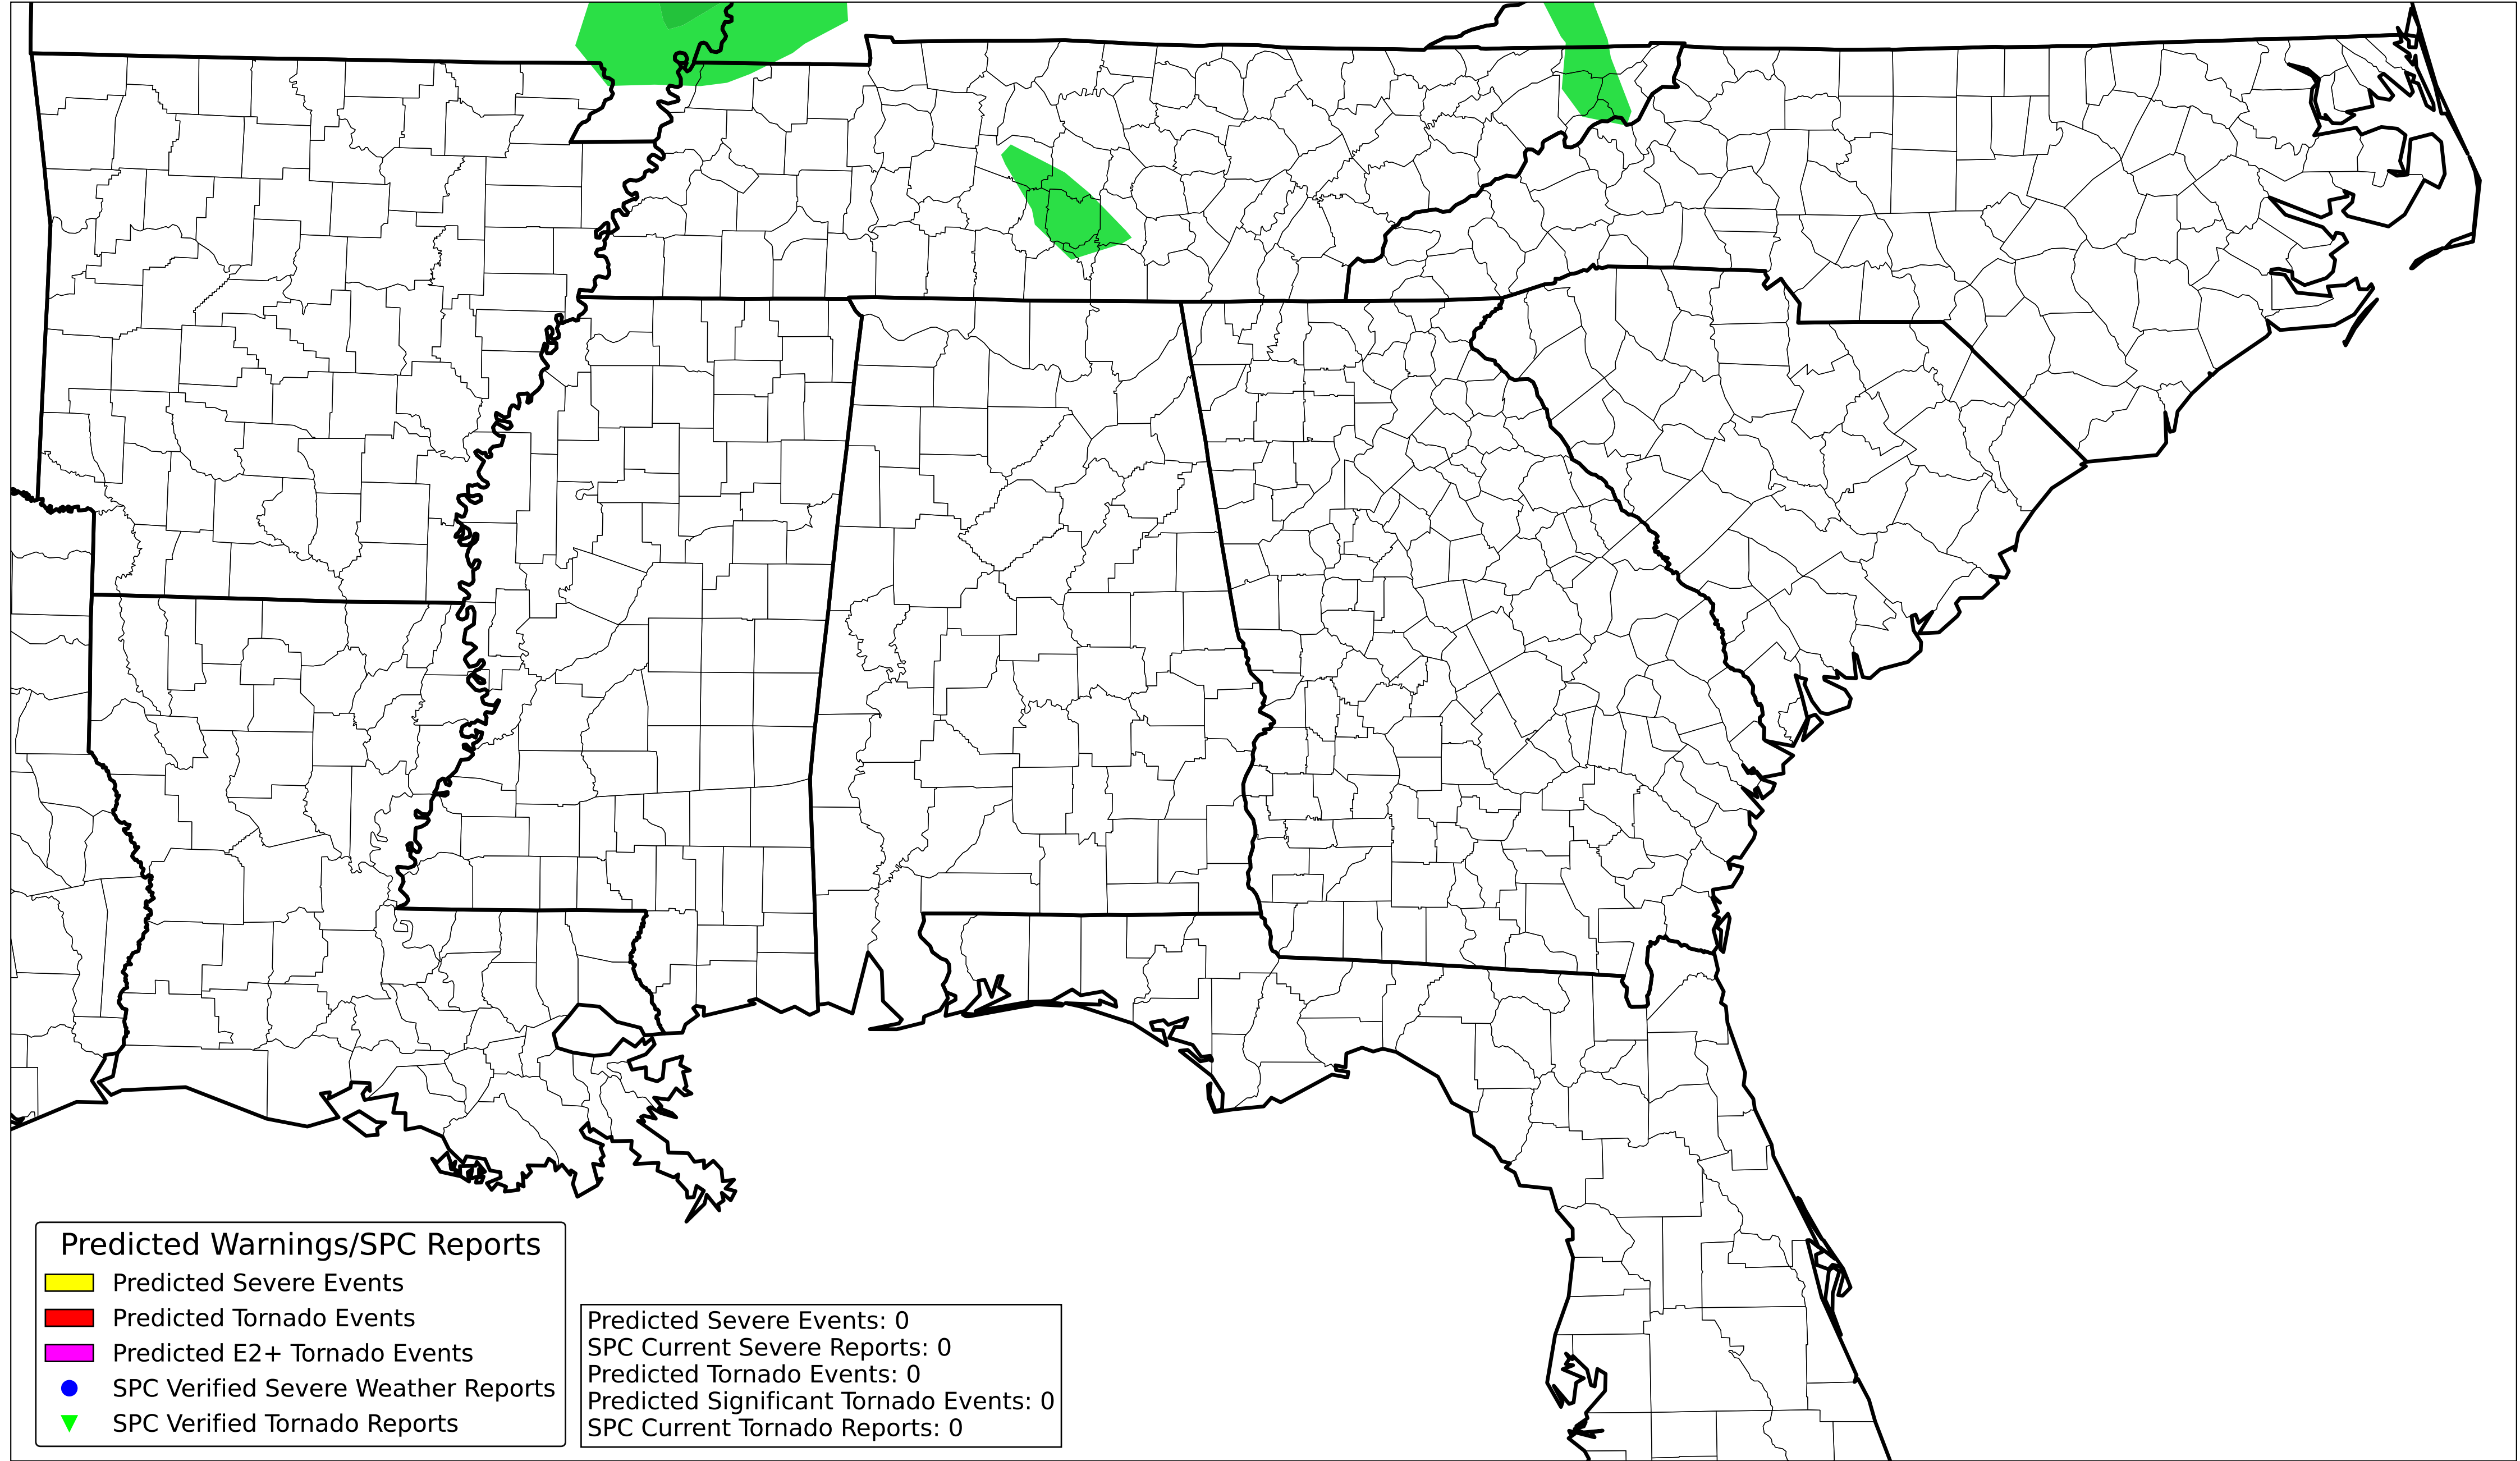 Predicted Warnings/SPC Reports
Predicted Severe Events
Predicted Tornado Events
Predicted E2+ Tornado Events
SPC Verified Severe Weather Reports
SPC Verified Tornado Reports
Predicted Severe Events: 0
SPC Current Severe Reports: 0
Predicted Tornado Events: 0
Predicted Significant Tornado Events: 0
SPC Current Tornado Reports: 0